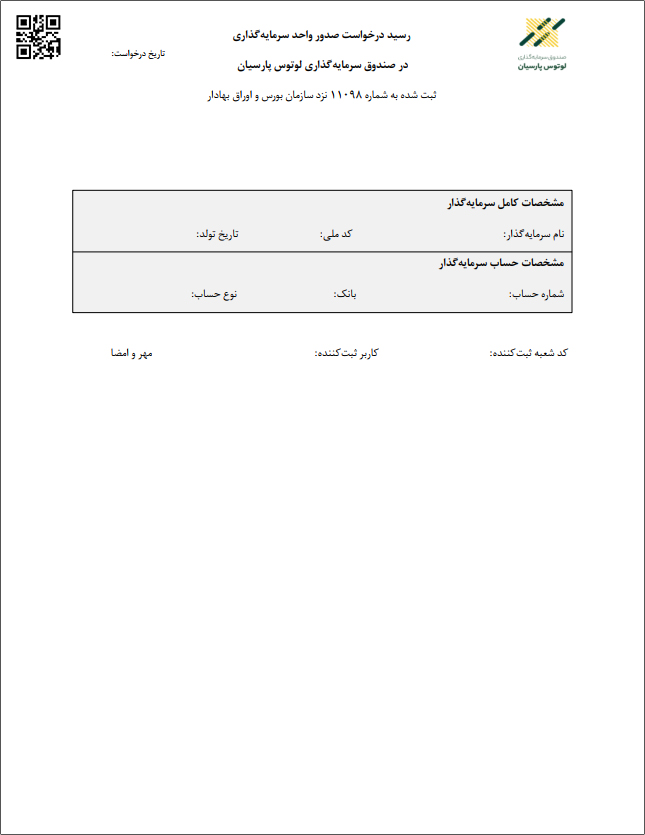 صندوق سرمایه‌گذاری
لوتوس پارسیان
رسید درخواست صدور واحد سرمایه‌گذاری
در صندوق سرمایه‌گذاری لوتوس پارسیان
ثبت شده به شماره ۱۱۰۹۸ نزد سازمان بورس و اوراق بهادار
تاریخ درخواست:
مشخصات کامل سرمایه‌گذار
نام سرمایه‌گذار: کد ملی: تاریخ تولد:
مشخصات حساب سرمایه‌گذار
شماره حساب: بانک: نوع حساب:
کد شعبه ثبت‌کننده: کاربر ثبت‌کننده: مهر و امضا